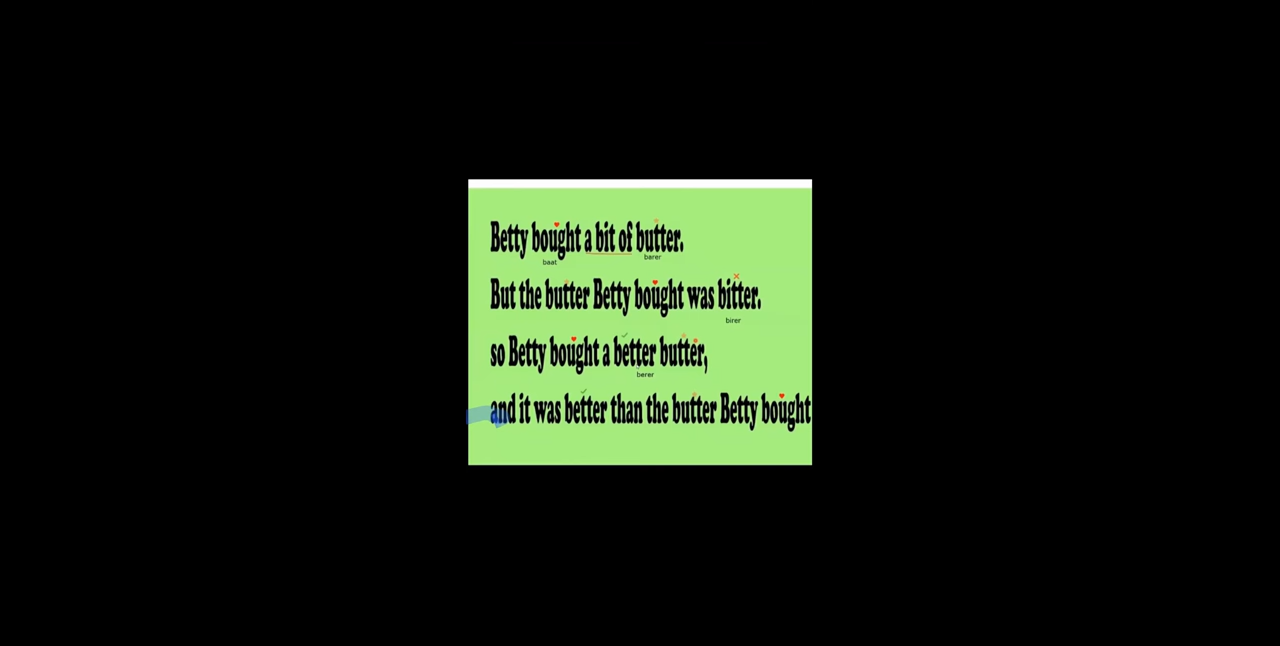 Betty bought a bit of butter.
baat barer
But the butter Betty bought was bitter.
birer
so Betty bought a better butter,
berer
and it was better than the butter Betty bought